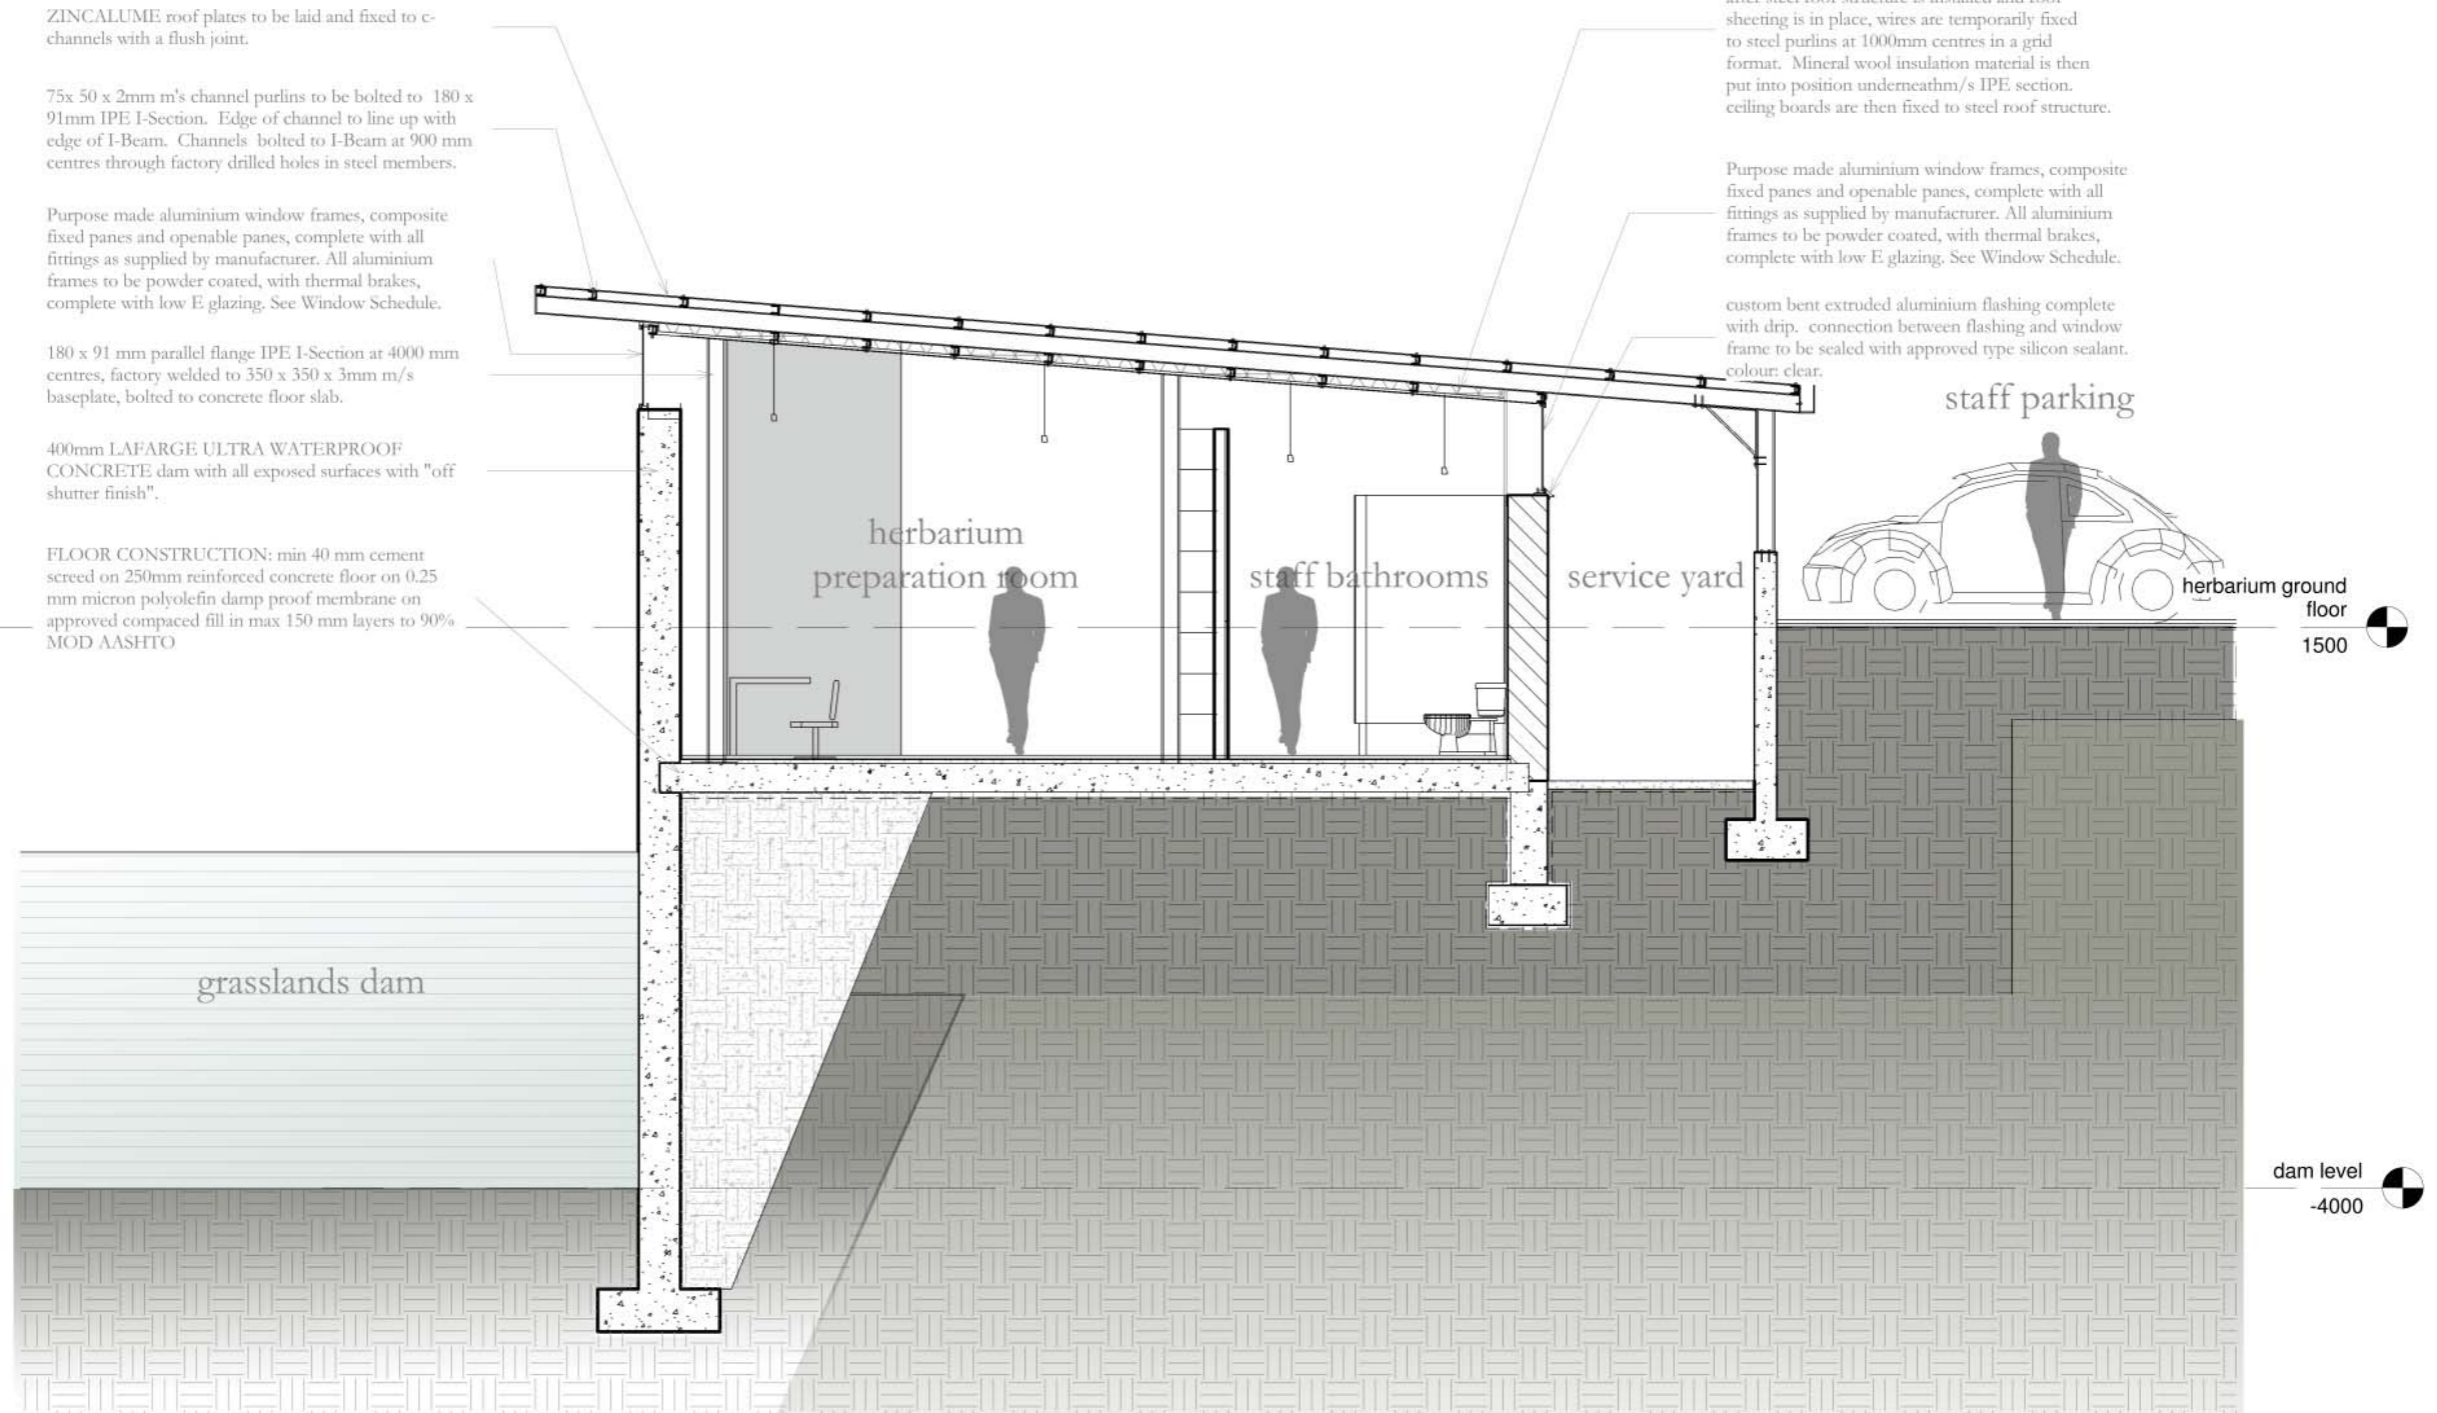 ZINCALUME roof plates to be laid and fixed to c-
channels with a flush joint.
75x 50 x 2mm m's channel purlins to be bolted to 180 x
91mm IPE I-Section. Edge of channel to line up with
edge of I-Beam. Channels bolted to I-Beam at 900 mm
centres through factory drilled holes in steel members.
Purpose made aluminium window frames, composite
fixed panes and openable panes, complete with all
fittings as supplied by manufacturer. All aluminium
frames to be powder coated, with thermal brakes,
complete with low E glazing. See Window Schedule.
180 x 91 mm parallel flange IPE I-Section at 4000 mm
centres, factory welded to 350 x 350 x 3mm m/s
baseplate, bolted to concrete floor slab.
400mm LAFARGE ULTRA WATERPROOF
CONCRETE dam with all exposed surfaces with "off
shutter finish".
FLOOR CONSTRUCTION: min 40 mm cement
screed on 250mm reinforced concrete floor on 0.25
mm micron polyolefin damp proof membrane on
approved compaced fill in max 150 mm layers to 90%
MOD AASHTO
after steel roof structure is installed and roof
sheeting is in place, wires are temporarily fixed
to steel purlins at 1000mm centres in a grid
format. Mineral wool insulation material is then
put into position underneathm/s IPE section.
ceiling boards are then fixed to steel roof structure.
Purpose made aluminium window frames, composite
fixed panes and openable panes, complete with all
fittings as supplied by manufacturer. All aluminium
frames to be powder coated, with thermal brakes,
complete with low E glazing. See Window Schedule.
custom bent extruded aluminium flashing complete
with drip. connection between flashing and window
frame to be sealed with approved type silicon sealant.
colour: clear.
staff parking
herbarium
preparation room
staff bathrooms
service yard
herbarium ground
floor
1500
grasslands dam
dam level
-4000